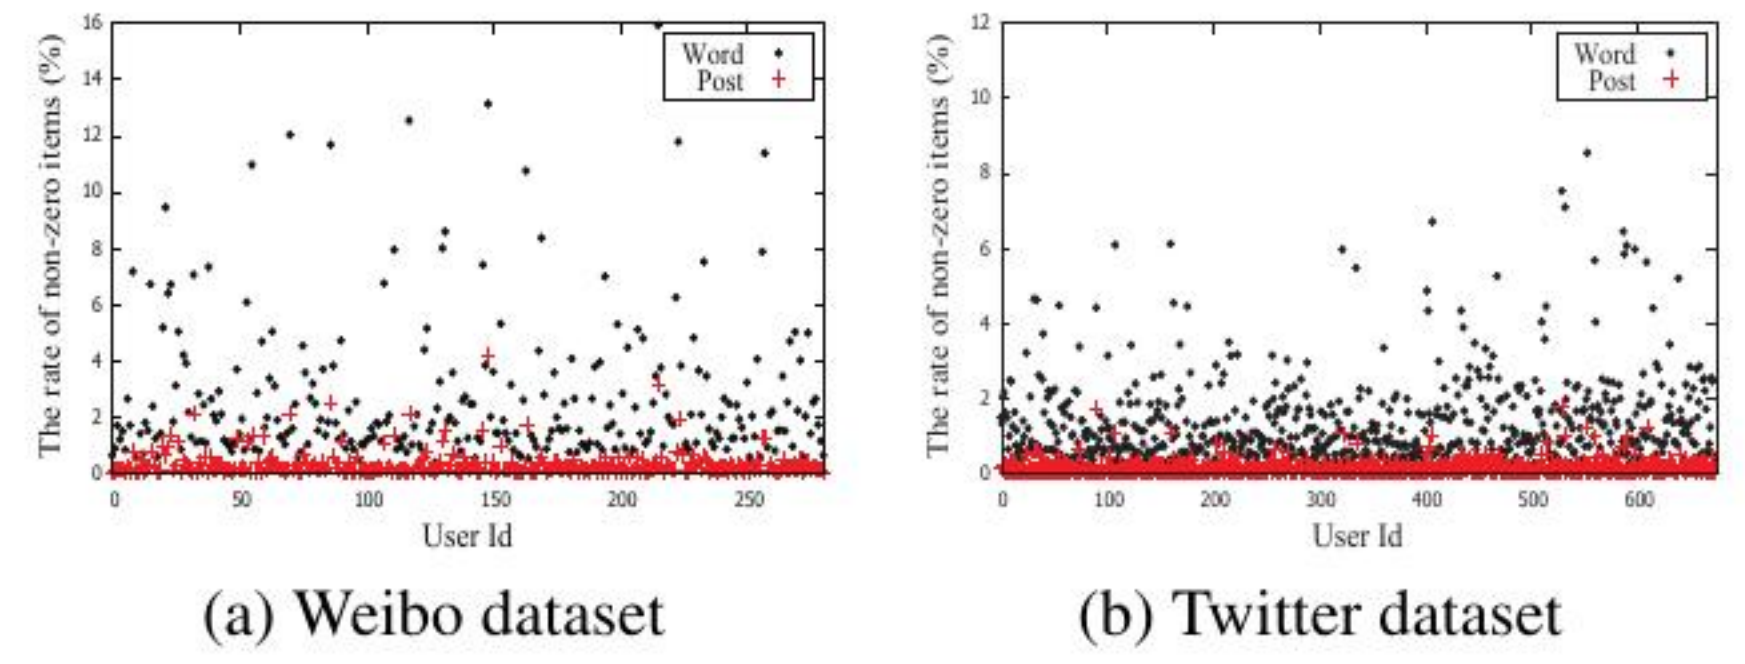 The rate of non-zero items (%)
16
14
12
10
8
6
4
2
0
Word
Post
0 50 100 150 200 250
User Id
(a) Weibo dataset
The rate of non-zero items (%)
12
10
8
6
4
2
0
Word
Post
0 100 200 300 400 500 600
User Id
(b) Twitter dataset